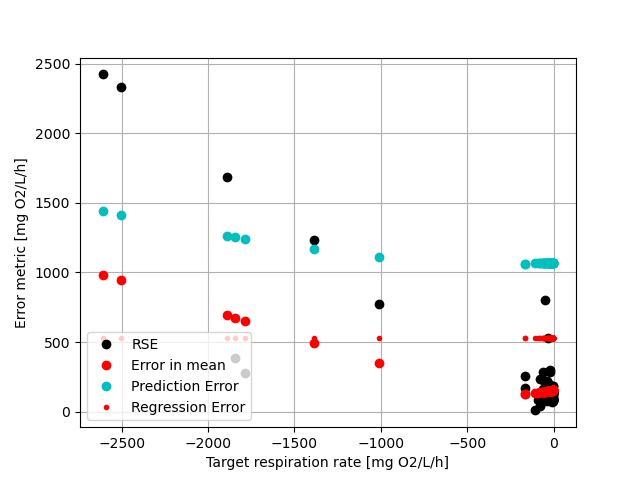 2500
2000
1500
1000
500
0
Error metric [mg O2/L/h]
RSE
Error in mean
Prediction Error
Regression Error
−2500 −2000 −1500 −1000 −500 0
Target respiration rate [mg O2/L/h]